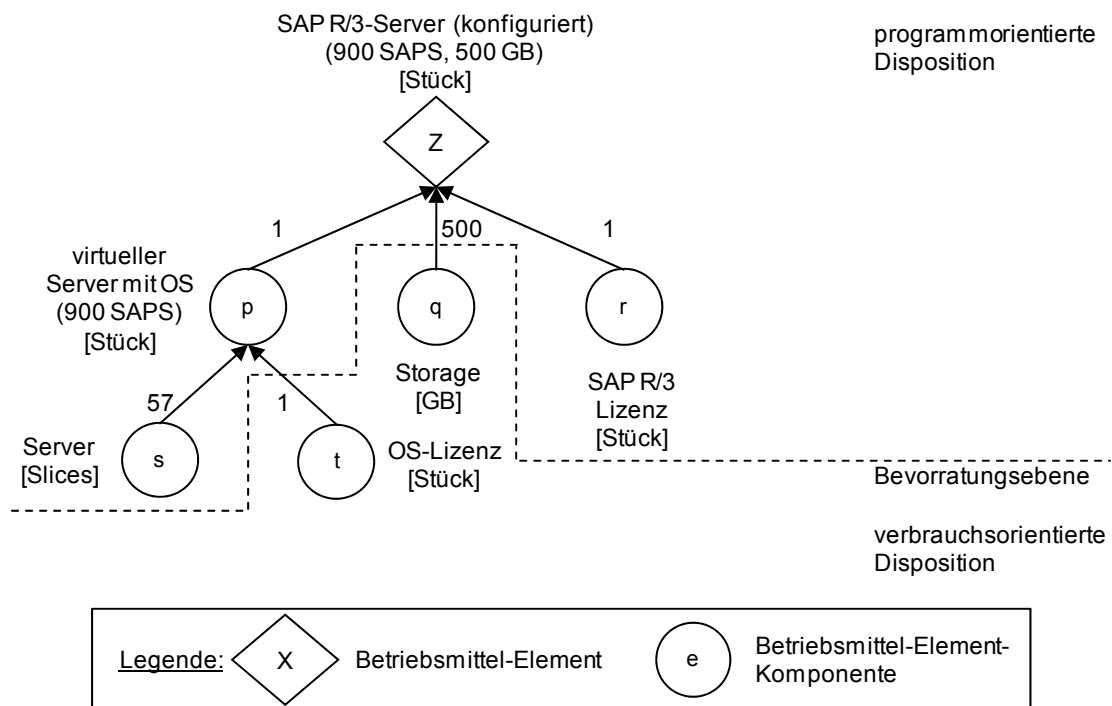 SAP R/3-Server (konfiguriert)
(900 SAPS, 500 GB)
[Stück]
programmorientierte
Disposition
Z
1
500
1
virtueller
Server mit OS
(900 SAPS)
[Stück]
p
q
r
Storage
[GB]
SAP R/3
Lizenz
[Stück]
57
1
Server
[Slices]
s
t
OS-Lizenz
[Stück]
Bevorratungsebene
verbrauchsorientierte
Disposition
Legende:
X
Betriebsmittel-Element
e
Betriebsmittel-Element-
Komponente